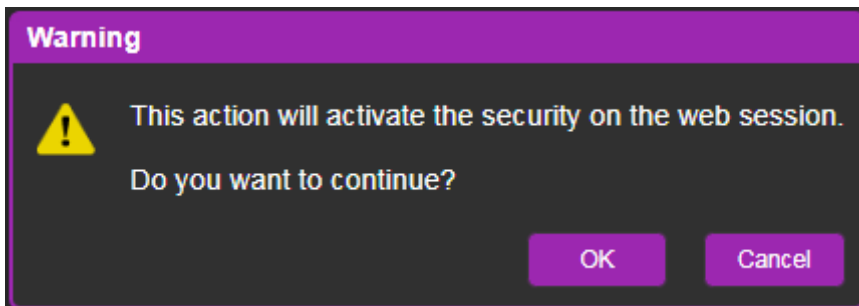 Warning
This action will activate the security on the web session.
Do you want to continue?
OK
Cancel